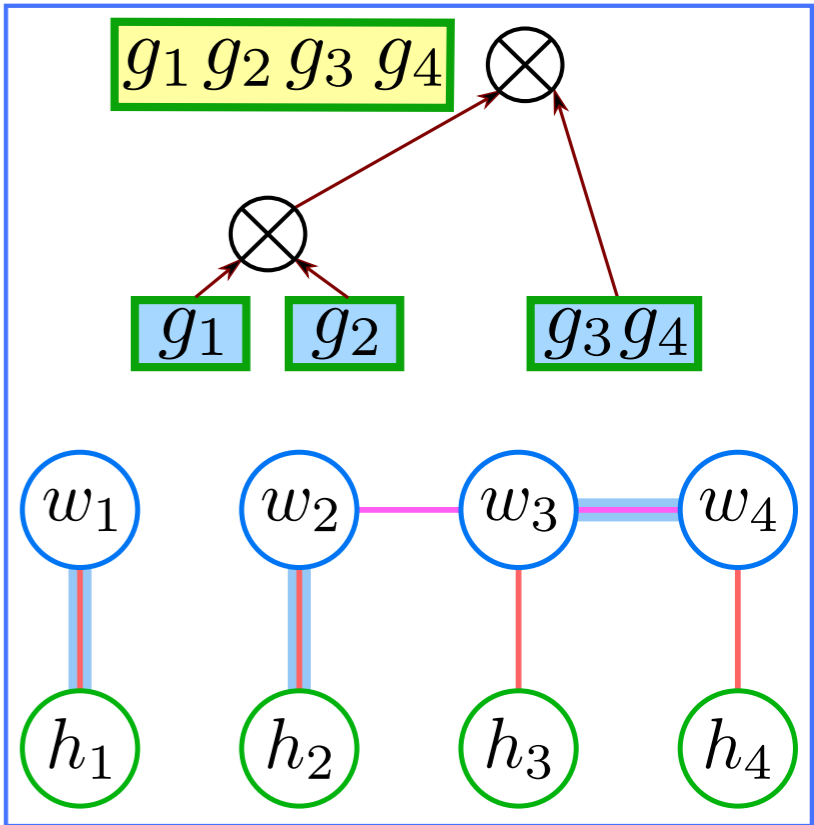 g₁ g₂ g₃ g₄
g₁ g₂ g₃g₄
w₁ w₂ w₃ w₄
h₁ h₂ h₃ h₄